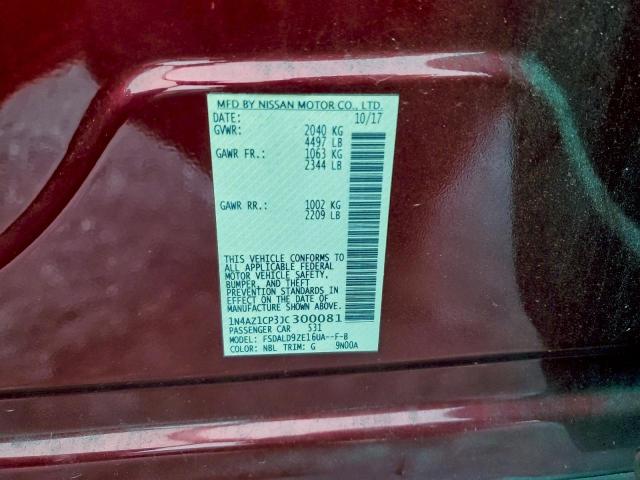 MFD BY NISSAN MOTOR CO., LTD.
DATE: 10/17
GVWR: 2040 KG
4497 LB
GAWR FR.: 1063 KG
2344 LB
GAWR RR.: 1002 KG
2209 LB
THIS VEHICLE CONFORMS TO
ALL APPLICABLE FEDERAL
MOTOR VEHICLE SAFETY,
BUMPER, AND THEFT
PREVENTION STANDARDS IN
EFFECT ON THE DATE OF
MANUFACTURE SHOWN ABOVE.
1N4AZ1CP3JC300081
PASSENGER CAR 531
MODEL: FSDALD9ZE16UA--F-B
COLOR: NBL TRIM: G 9N00A